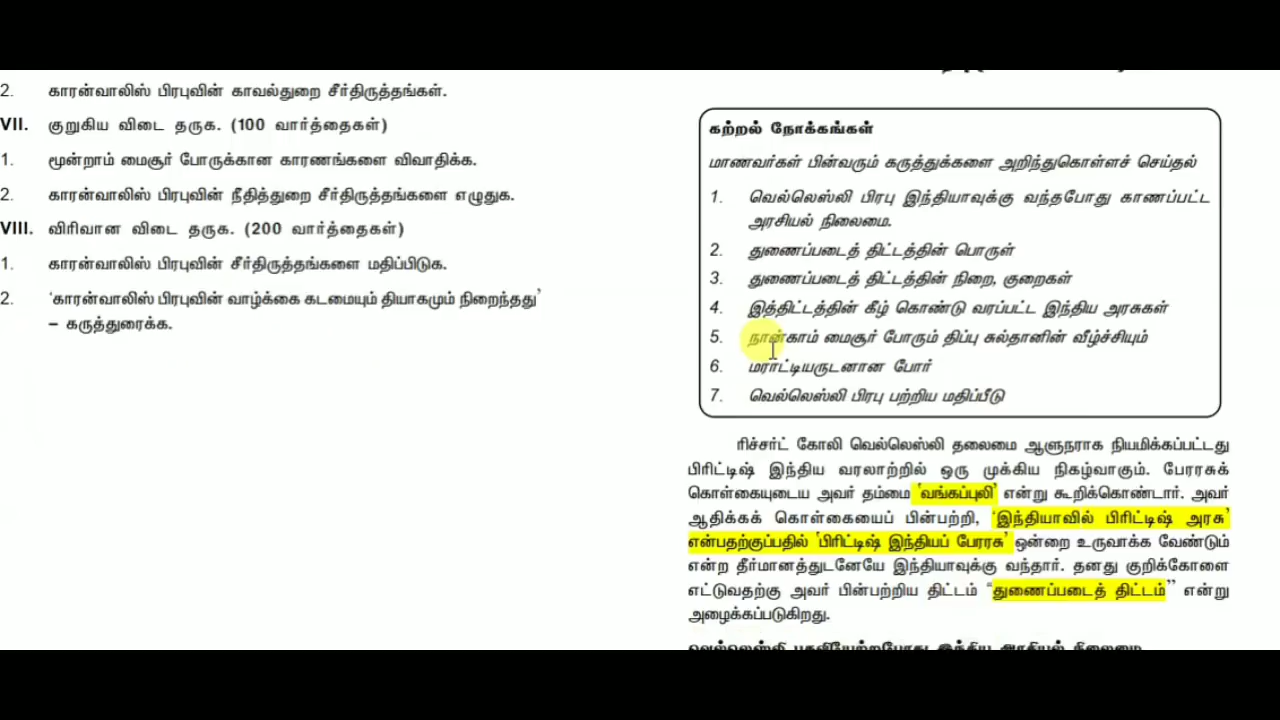 2. காரன்வாலிஸ் பிரபுவின் காவல்துறை சீர்திருத்தங்கள்.
VII. குறுகிய விடை தருக. (100 வார்த்தைகள்)
1. மூன்றாம் மைசூர் போருக்கான காரணங்களை விவாதிக்க.
2. காரன்வாலிஸ் பிரபுவின் நீதித்துறை சீர்திருத்தங்களை எழுதுக.
VIII. விரிவான விடை தருக. (200 வார்த்தைகள்)
1. காரன்வாலிஸ் பிரபுவின் சீர்திருத்தங்களை மதிப்பிடுக.
2. ‘காரன்வாலிஸ் பிரபுவின் வாழ்க்கை கடமையும் தியாகமும் நிறைந்தது’
– கருத்துரைக்க.
கற்றல் நோக்கங்கள்
மாணவர்கள் பின்வரும் கருத்துக்களை அறிந்துகொள்ளச் செய்தல்
1. வெல்லெஸ்லி பிரபு இந்தியாவுக்கு வந்தபோது காணப்பட்ட
அரசியல் நிலைமை.
2. துணைப்படைத் திட்டத்தின் பொருள்
3. துணைப்படைத் திட்டத்தின் நிறை, குறைகள்
4. இத்திட்டத்தின் கீழ் கொண்டு வரப்பட்ட இந்திய அரசுகள்
5. நான்காம் மைசூர் போரும் திப்பு சுல்தானின் வீழ்ச்சியும்
6. மராட்டியருடனான போர்
7. வெல்லெஸ்லி பிரபு பற்றிய மதிப்பீடு
ரிச்சர்ட் கோலி வெல்லெஸ்லி தலைமை ஆளுநராக நியமிக்கப்பட்டது
பிரிட்டிஷ் இந்திய வரலாற்றில் ஒரு முக்கிய நிகழ்வாகும். பேரரசுக்
கொள்கையுடைய அவர் தம்மை ‘வங்கப்புலி’ என்று கூறிக்கொண்டார். அவர்
ஆதிக்கக் கொள்கையைப் பின்பற்றி, ‘இந்தியாவில் பிரிட்டிஷ் அரசு’
என்பதற்குப்பதில் ‘பிரிட்டிஷ் இந்தியப் பேரரசு’ ஒன்றை உருவாக்க வேண்டும்
என்ற தீர்மானத்துடனேயே இந்தியாவுக்கு வந்தார். தனது குறிக்கோளை
எட்டுவதற்கு அவர் பின்பற்றிய திட்டம் “துணைப்படைத் திட்டம்” என்று
அழைக்கப்படுகிறது.
வெல்லெஸ்லி பதவியேற்றபோது இந்திய அரசியல் நிலைமை